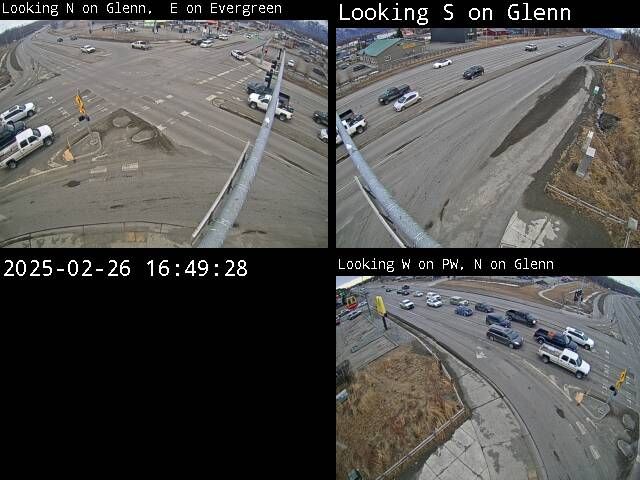 Looking N on Glenn,  E on Evergreen
Looking S on Glenn
2025-02-26 16:49:28
Looking W on PW, N on Glenn